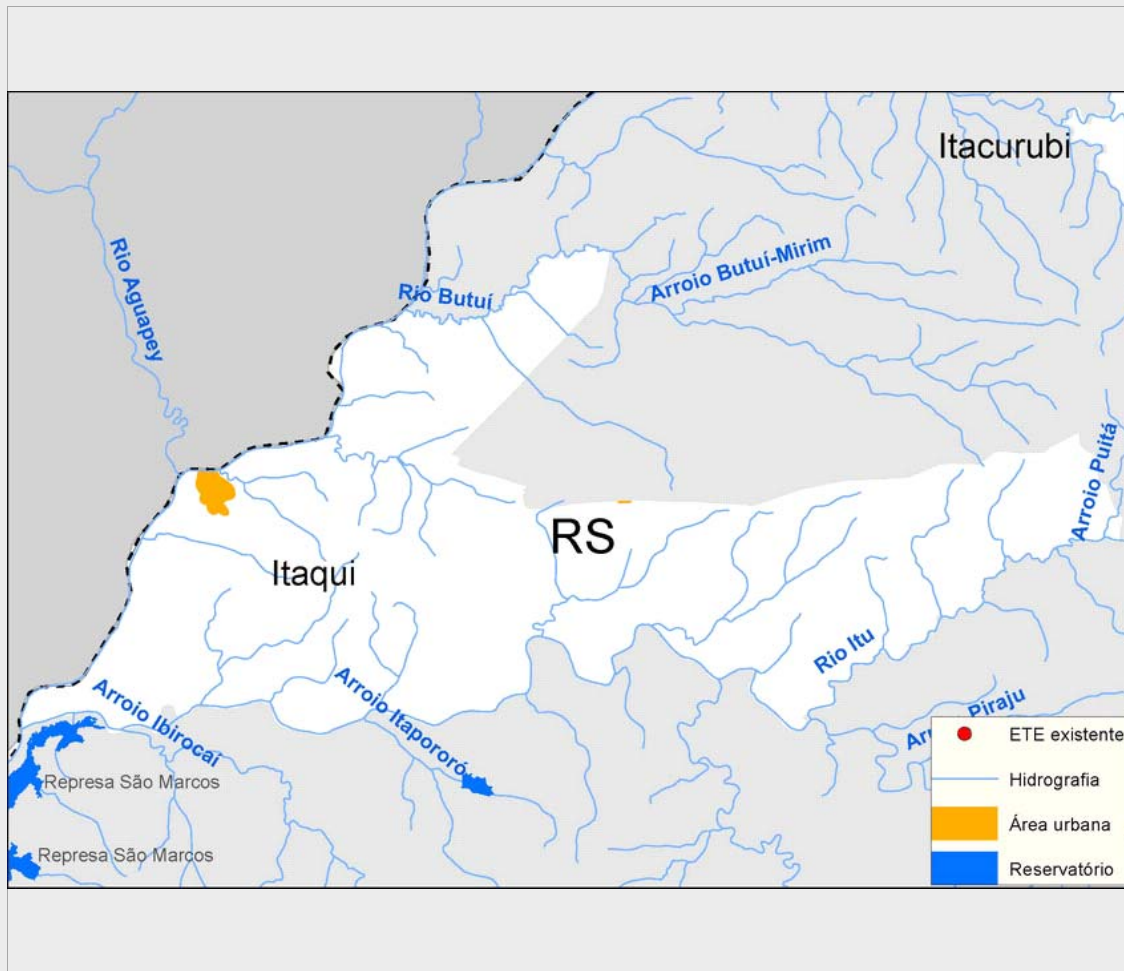 Itacurubi
Rio Aguapey
Rio Butuí
Arroio Butuí-Mirim
Arroio Puitá
RS
Itaqui
Rio Itu
Arroio Ibirocaí
Arroio Itapororó
Piraju
Represa São Marcos
Represa São Marcos
ETE existente
Hidrografia
Área urbana
Reservatório